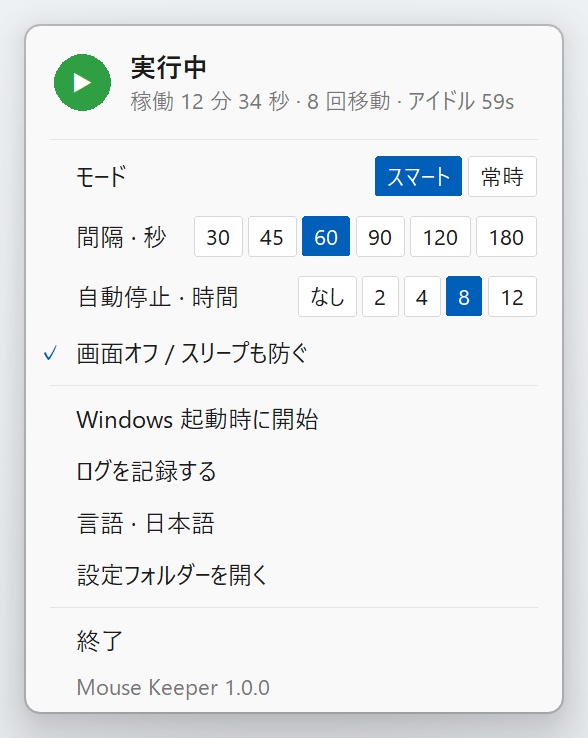 実行中
稼働 12 分 34 秒 · 8 回移動 · アイドル 59s
モード スマート 常時
間隔 · 秒 30 45 60 90 120 180
自動停止 · 時間 なし 2 4 8 12
✓ 画面オフ / スリープも防ぐ
Windows 起動時に開始
ログを記録する
言語 · 日本語
設定フォルダーを開く
終了
Mouse Keeper 1.0.0